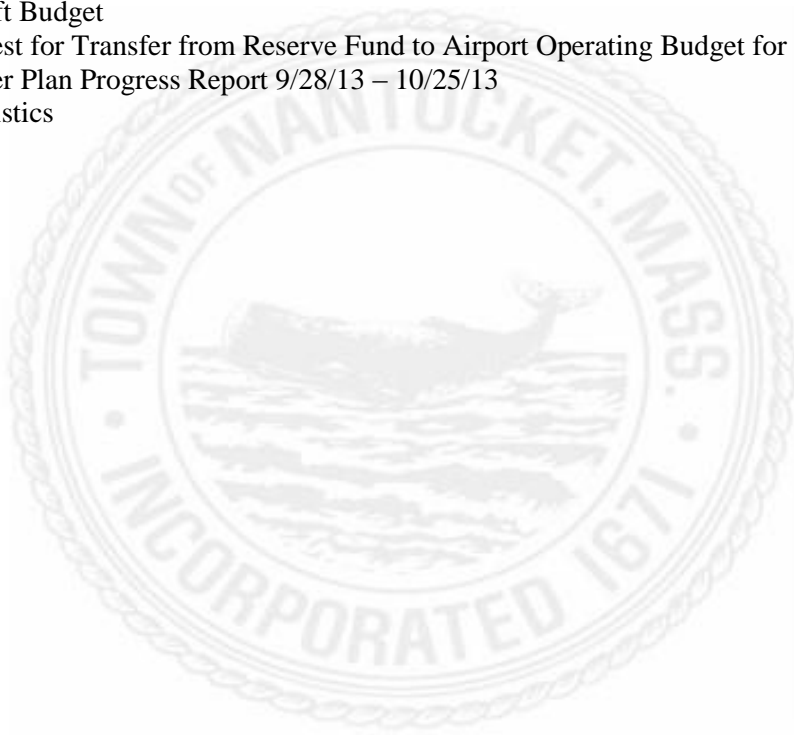 ft Budget
est for Transfer from Reserve Fund to Airport Operating Budget for
er Plan Progress Report 9/28/13 – 10/25/13
stics
TOWN OF NANTUCKET, MASS.
• INCORPORATED 1671 •